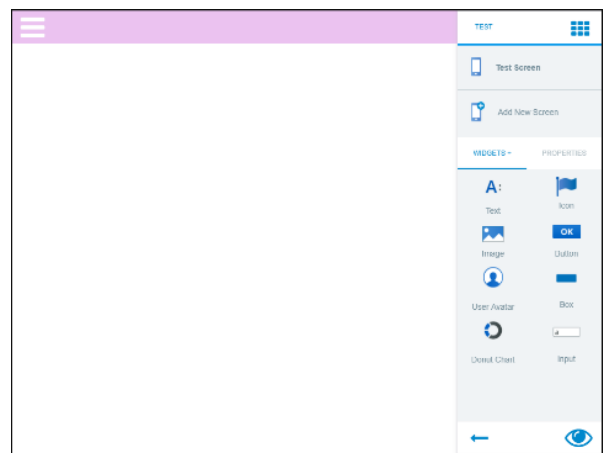 TEST
Test Screen
Add New Screen
WIDGETS PROPERTIES
A
Text Icon
OK
Image Button
User Avatar Box
Donut Chart Input